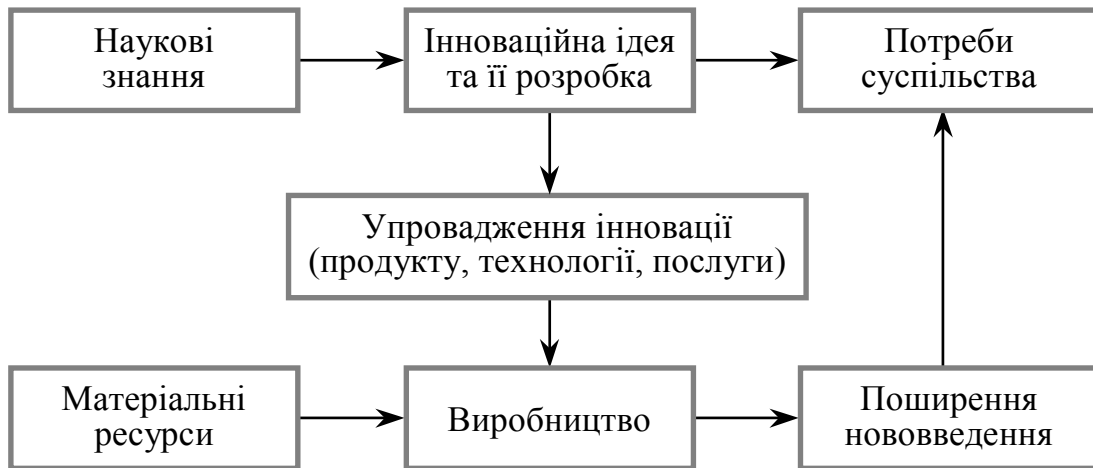 Наукові
знання
Інноваційна ідея
та її розробка
Потреби
суспільства
Упровадження інновації
(продукту, технології, послуги)
Матеріальні
ресурси
Виробництво
Поширення
нововведення